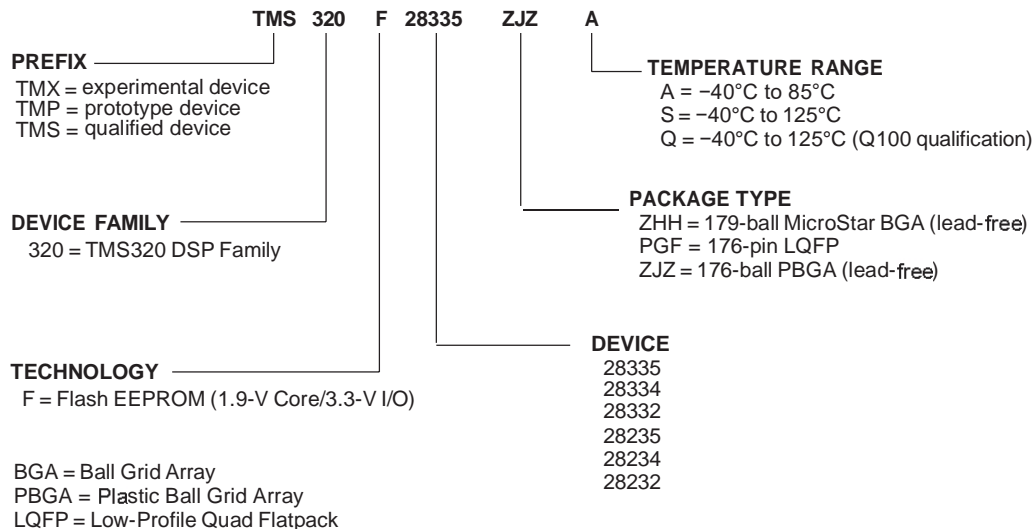 TMS 320 F 28335 ZJZ A
PREFIX
TMX = experimental device
TMP = prototype device
TMS = qualified device
TEMPERATURE RANGE
A = −40°C to 85°C
S = −40°C to 125°C
Q = −40°C to 125°C (Q100 qualification)
DEVICE FAMILY
320 = TMS320 DSP Family
PACKAGE TYPE
ZHH = 179-ball MicroStar BGA (lead-free)
PGF = 176-pin LQFP
ZJZ = 176-ball PBGA (lead-free)
TECHNOLOGY
F = Flash EEPROM (1.9-V Core/3.3-V I/O)
DEVICE
28335
28334
28332
28235
28234
28232
BGA = Ball Grid Array
PBGA = Plastic Ball Grid Array
LQFP = Low-Profile Quad Flatpack